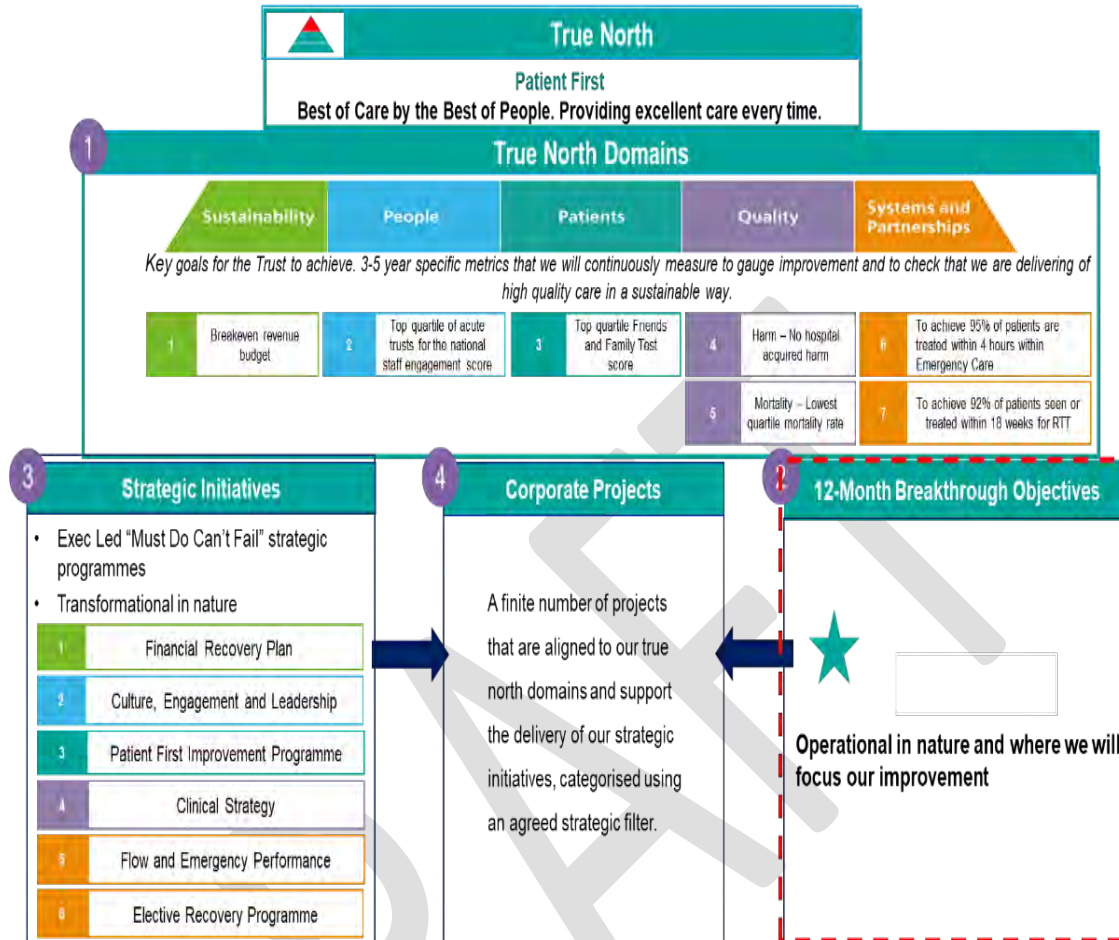 True North
Patient First
Best of Care by the Best of People. Providing excellent care every time.
1
True North Domains
Sustainability
People
Patients
Quality
Systems and
Partnerships
Key goals for the Trust to achieve. 3-5 year specific metrics that we will continuously measure to gauge improvement and to check that we are delivering of
high quality care in a sustainable way.
1
Breakeven revenue
budget
2
Top quartile of acute
trusts for the national
staff engagement score
3
Top quartile Friends
and Family Test
score
4
Harm – No hospital
acquired harm
6
To achieve 95% of patients are
treated within 4 hours within
Emergency Care
5
Mortality – Lowest
quartile mortality rate
7
To achieve 92% of patients seen or
treated within 18 weeks for RTT
3
Strategic Initiatives
• Exec Led “Must Do Can’t Fail” strategic
programmes
• Transformational in nature
1
Financial Recovery Plan
2
Culture, Engagement and Leadership
3
Patient First Improvement Programme
4
Clinical Strategy
5
Flow and Emergency Performance
6
Elective Recovery Programme
4
Corporate Projects
A finite number of projects
that are aligned to our true
north domains and support
the delivery of our strategic
initiatives, categorised using
an agreed strategic filter.
2
12-Month Breakthrough Objectives
Operational in nature and where we will
focus our improvement
DRAFT